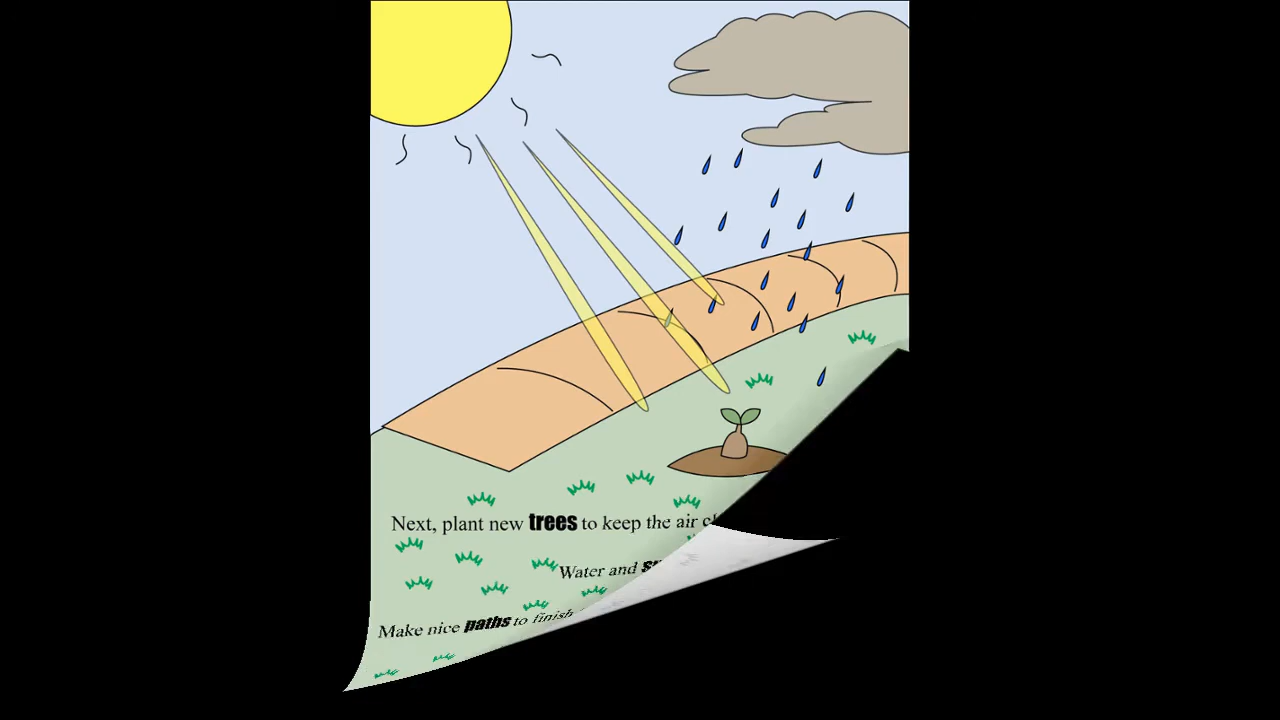 Next, plant new trees to keep the air
Water and
Make nice paths to finish